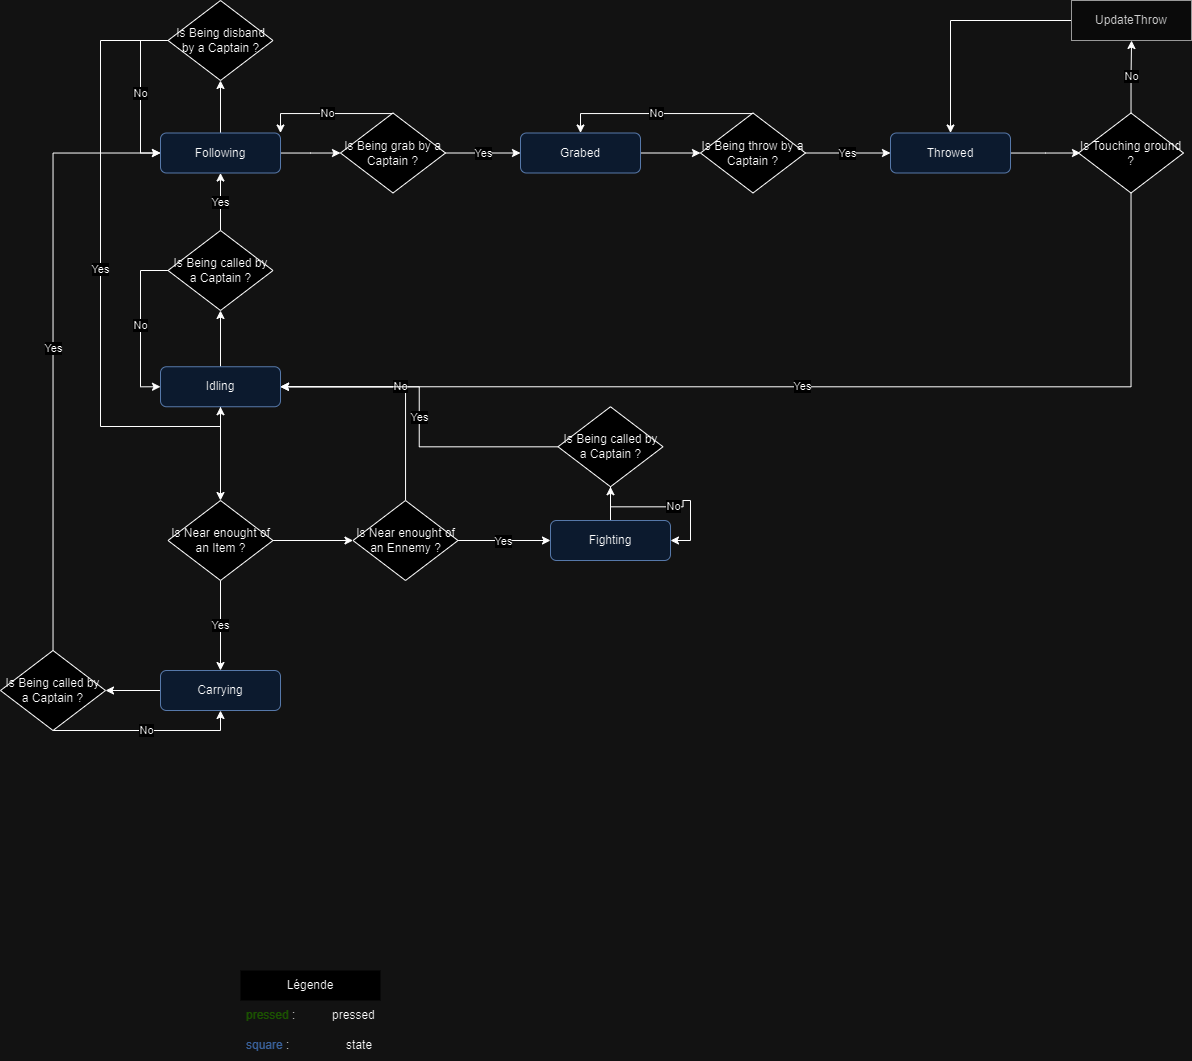 Is Being disband
by a Captain ?
UpdateThrow
No
No
No
No
Following
Is Being grab by a
Captain ?
Yes
Grabed
Is Being throw by a
Captain ?
Yes
Throwed
Is Touching ground
?
Yes
Is Being called by
a Captain ?
Yes
No
Yes
Idling
No
Yes
Yes
Is Being called by
a Captain ?
No
Is Near enought of
an Item ?
Is Near enought of
an Ennemy ?
Yes
Fighting
Yes
Is Being called by
a Captain ?
Carrying
No
Légende
pressed : pressed
square : state